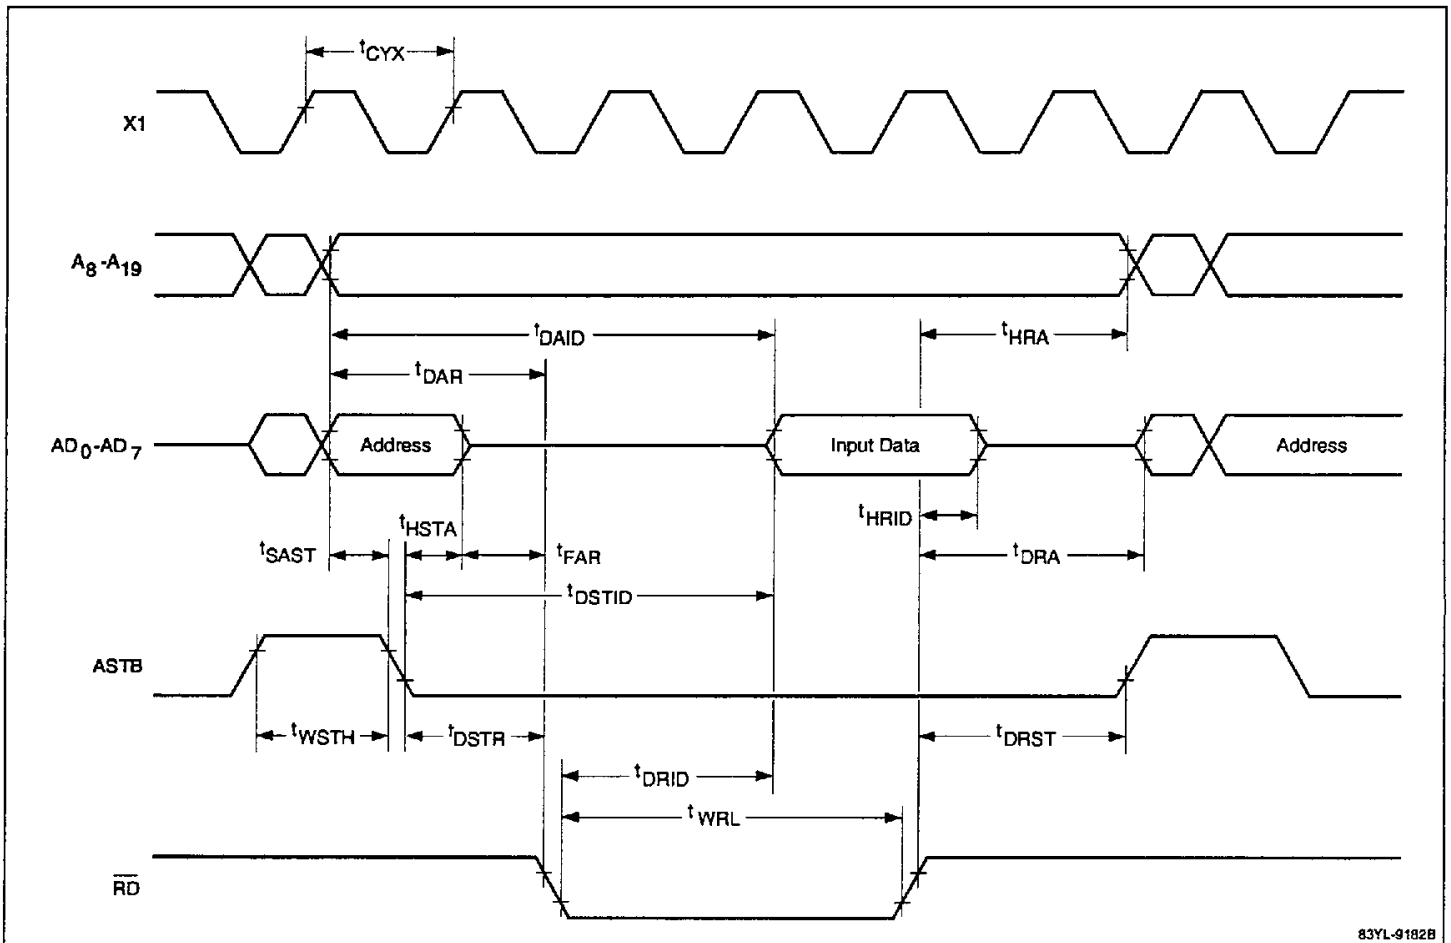 tCYX
X1
A8-A19
tDAID
tHRA
tDAR
AD0-AD7
Address
Input Data
Address
tHRID
tHSTA
tSAST
tFAR
tDRA
tDSTID
ASTB
tWSTH
tDSTR
tDRST
tDRID
tWRL
RD
83YL-9182B